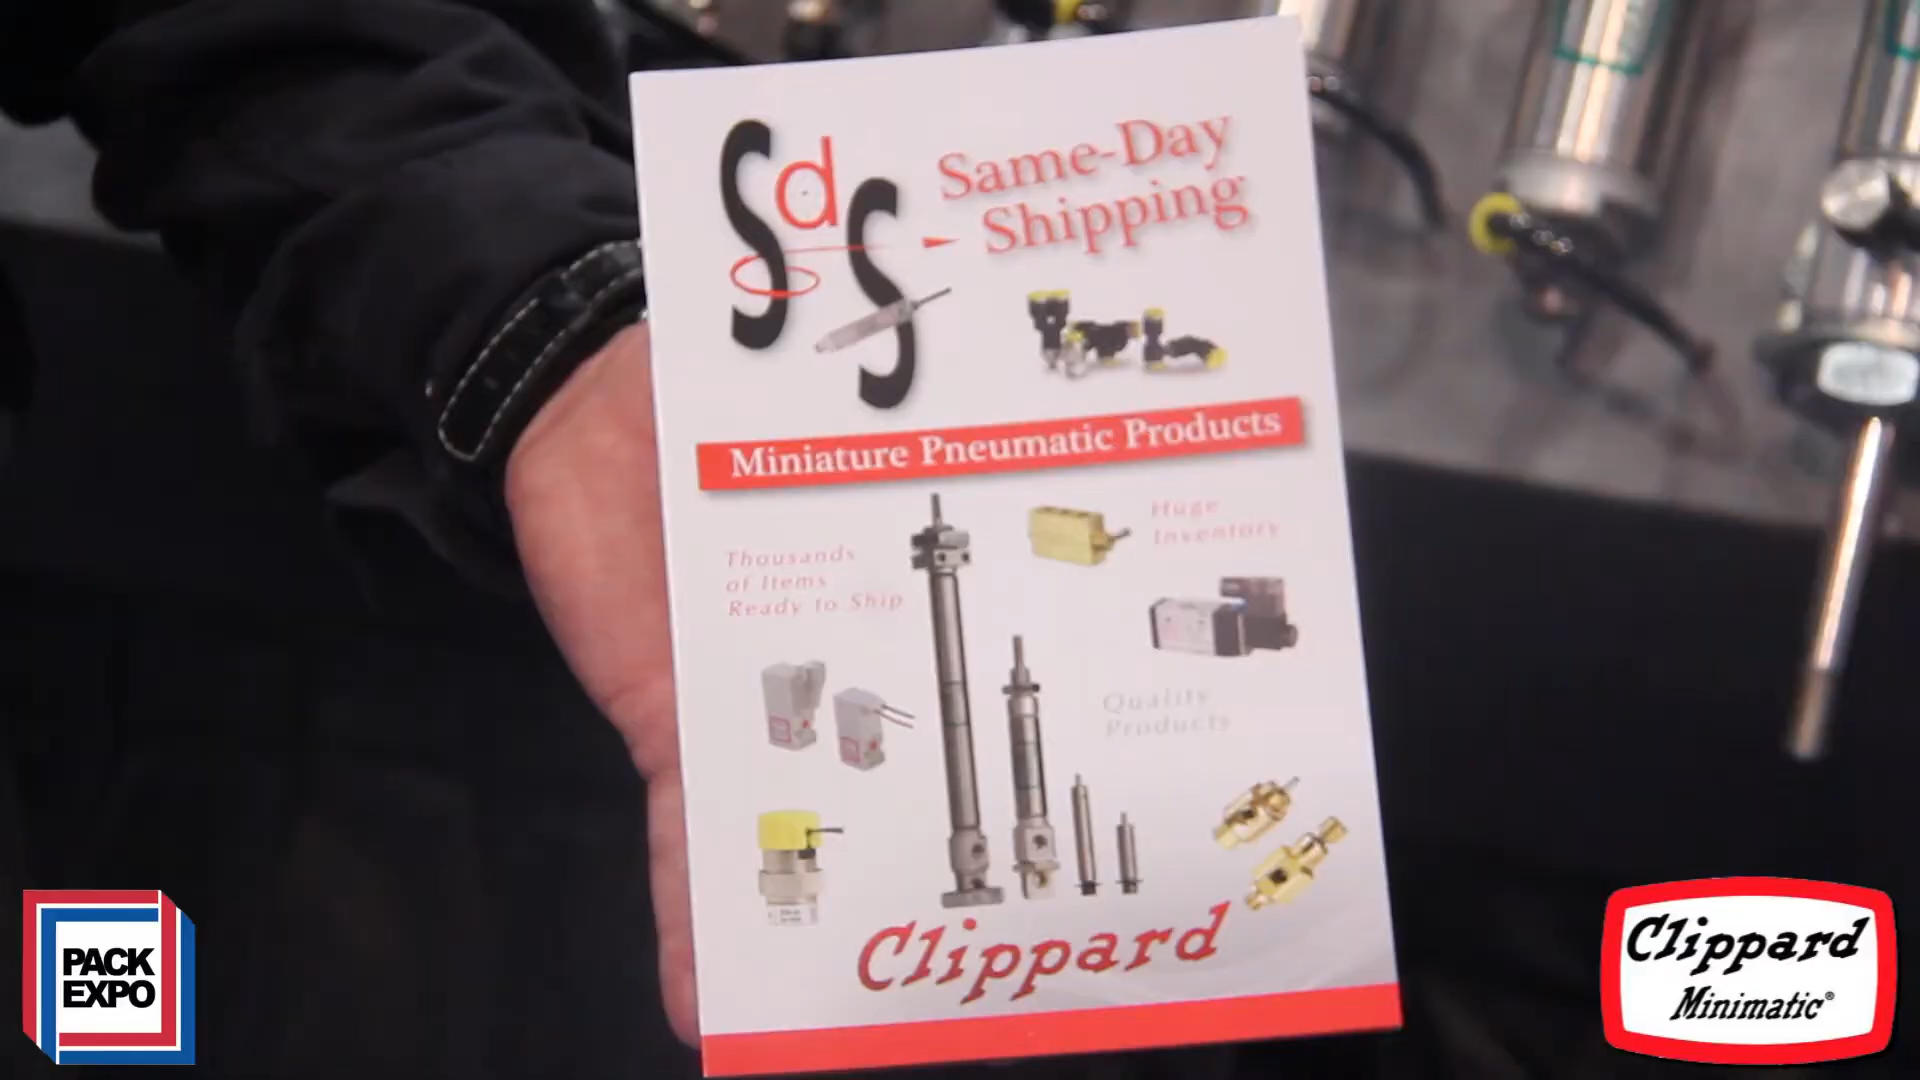 SdS
Same-Day
Shipping
Miniature Pneumatic Products
Huge
Inventory
Thousands
of Items
Ready to Ship
Quality
Products
Clippard
PACK
EXPO
Clippard
Minimatic®